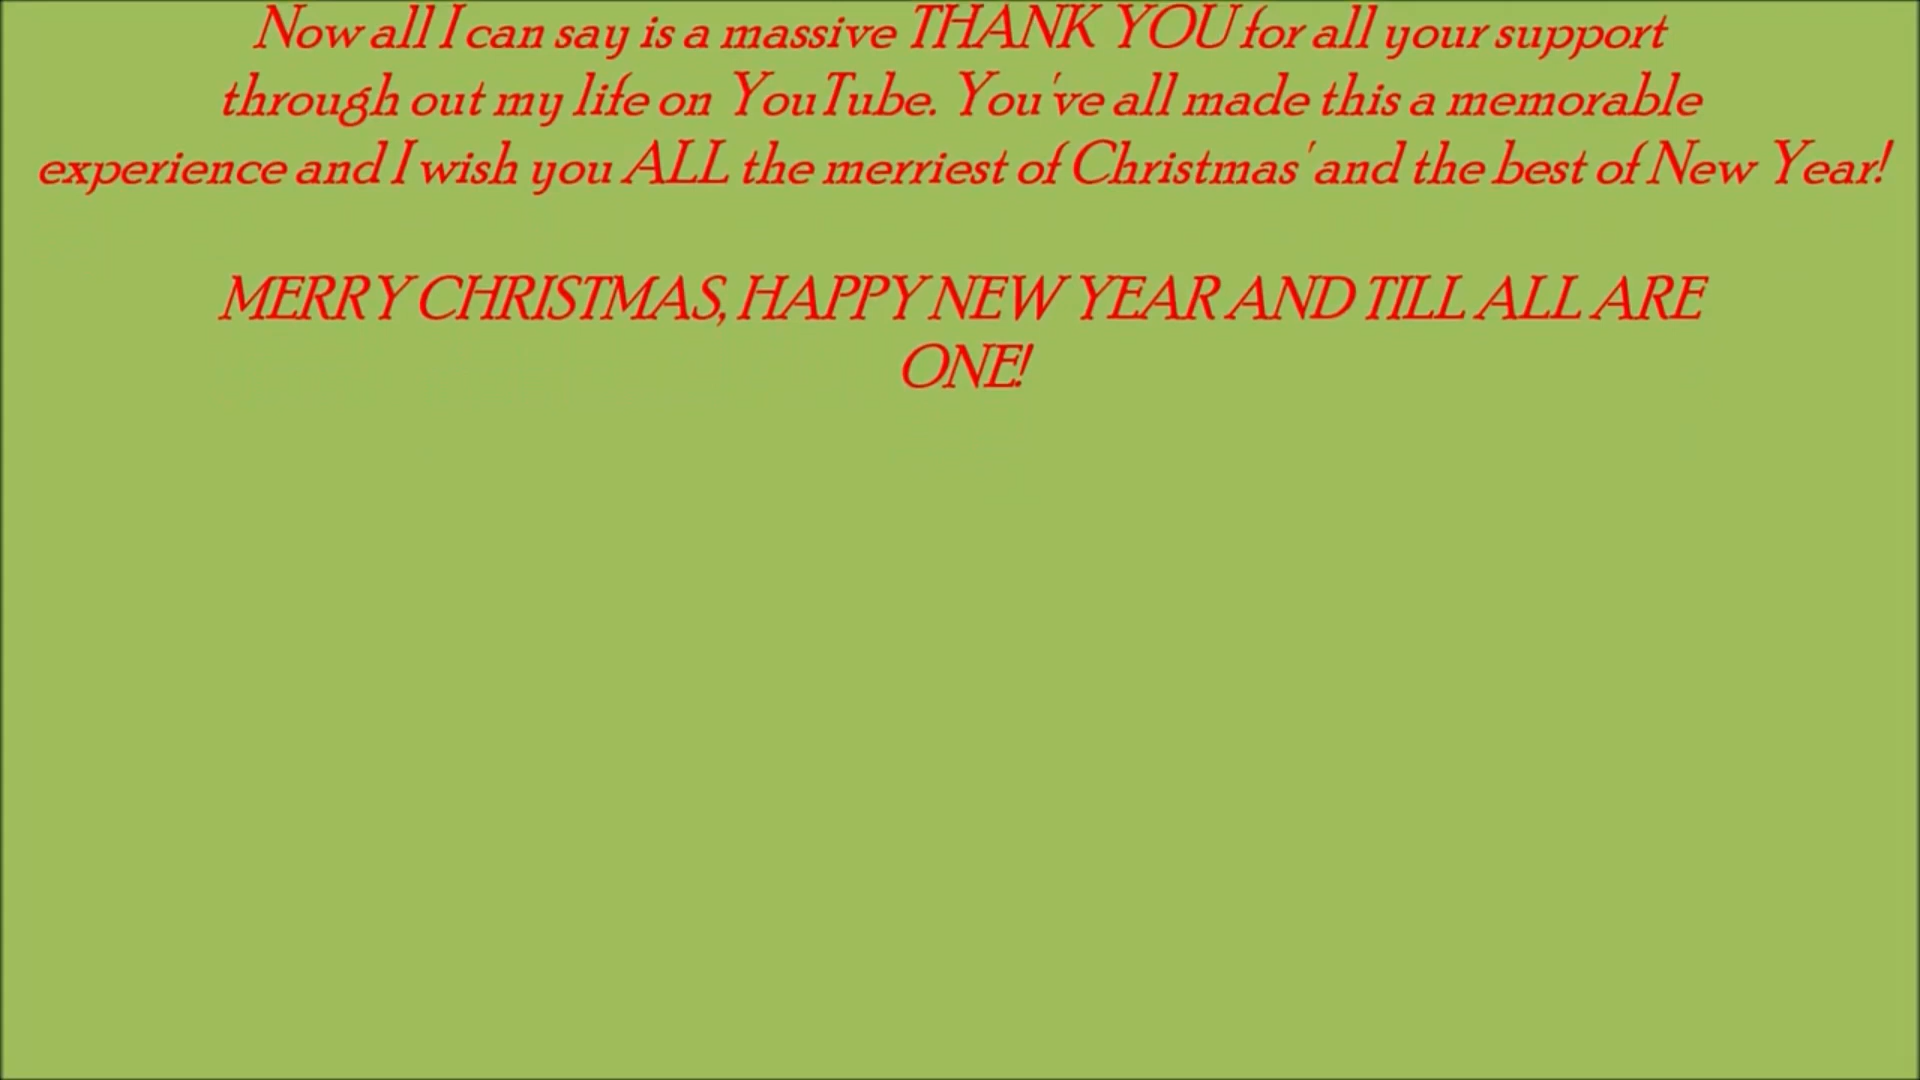 Now all I can say is a massive THANK YOU for all your support
through out my life on YouTube. You've all made this a memorable
experience and I wish you ALL the merriest of Christmas' and the best of New Year!
MERRY CHRISTMAS, HAPPY NEW YEAR AND TILL ALL ARE
ONE!